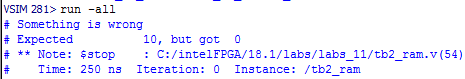 VSIM 281> run -all
# Something is wrong
# Expected         10, but got  0
# ** Note: $stop    : C:/intelFPGA/18.1/labs/labs_11/tb2_ram.v(54)
#    Time: 250 ns  Iteration: 0  Instance: /tb2_ram